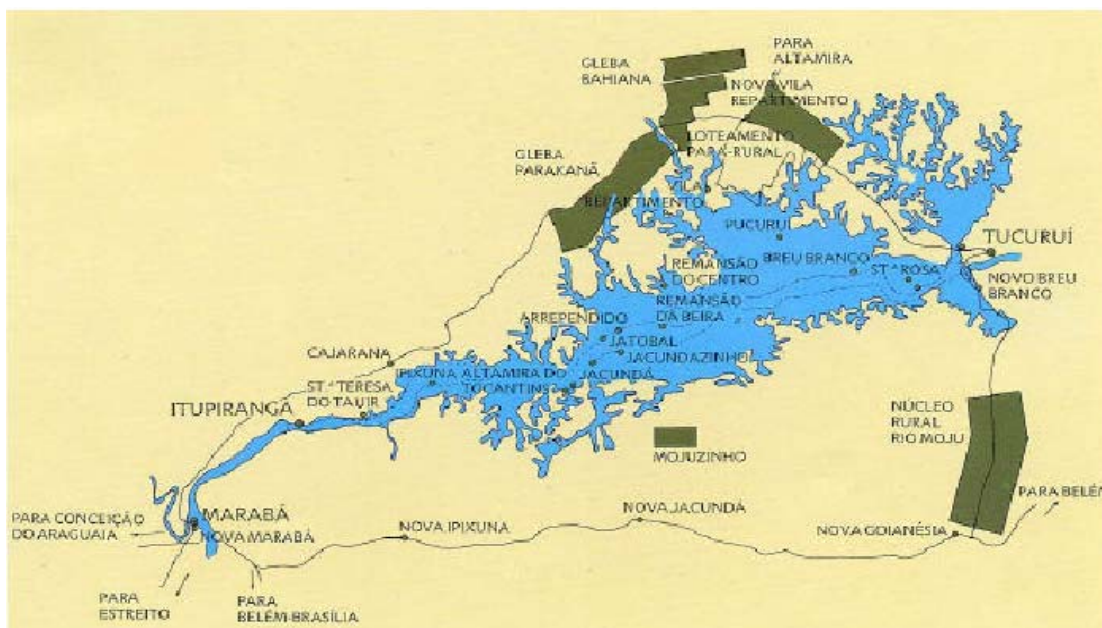 PARA
ALTAMIRA
GLEBA
BAHIANA
NOVA VILA
REPARTIMENTO
LOTEAMENTO
PARÁ-RURAL
GLEBA
PARAKANÃ
VILA
REPARTIMENTO
PUCURUÍ
TUCURUÍ
BREU BRANCO
REMANSÃO
DO CENTRO
STª ROSA
NOVO BREU
BRANCO
REMANSÃO
DA BEIRA
ARREPENDIDO
JATOBAL
JACUNDAZINHO
CAJARANA
IPIXUNA
ALTAMIRA DO
TOCANTINS
JACUNDÁ
STª TERESA
DO TAUIR
ITUPIRANGA
NÚCLEO
RURAL
RIO MOJU
MOJUZINHO
PARA BELÉM
MARABÁ
NOVA MARABÁ
PARA CONCEIÇÃO
DO ARAGUAIA
NOVA IPIXUNA
NOVA JACUNDÁ
NOVA GOIANÉSIA
PARA
ESTREITO
PARA
BELÉM-BRASÍLIA